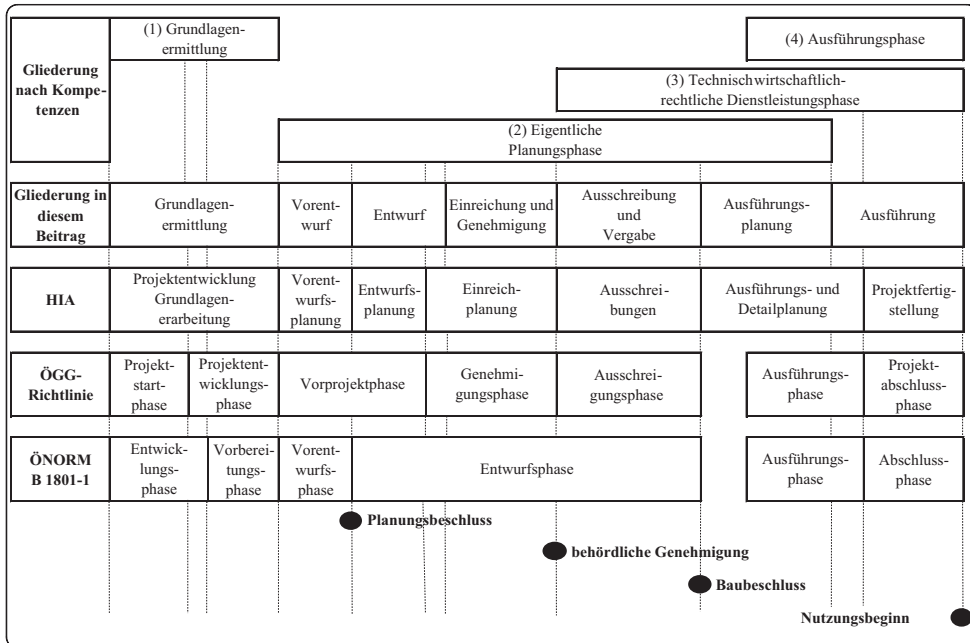 Gliederung
nach Kompe-
tenzen
(1) Grundlagen-
ermittlung
(4) Ausführungsphase
(3) Technischwirtschaftlich-
rechtliche Dienstleistungsphase
(2) Eigentliche
Planungsphase
Gliederung in
diesem
Beitrag
Grundlagen-
ermittlung
Vorent-
wurf
Entwurf
Einreichung und
Genehmigung
Ausschreibung
und
Vergabe
Ausführungs-
planung
Ausführung
HIA
Projektentwicklung
Grundlagen-
erarbeitung
Vorent-
wurfs-
planung
Entwurfs-
planung
Einreich-
planung
Ausschrei-
bungen
Ausführungs- und
Detailplanung
Projektfertig-
stellung
ÖGG-
Richtlinie
Projekt-
start-
phase
Projektent-
wicklungs-
phase
Vorprojektphase
Genehmi-
gungsphase
Ausschrei-
gungsphase
Ausführungs-
phase
Projekt-
abschluss-
phase
ÖNORM
B 1801-1
Entwick-
lungs-
phase
Vorberei-
tungs-
phase
Vorent-
wurfs-
phase
Entwurfsphase
Ausführungs-
phase
Abschluss-
phase
Planungsbeschluss
behördliche Genehmigung
Baubeschluss
Nutzungsbeginn